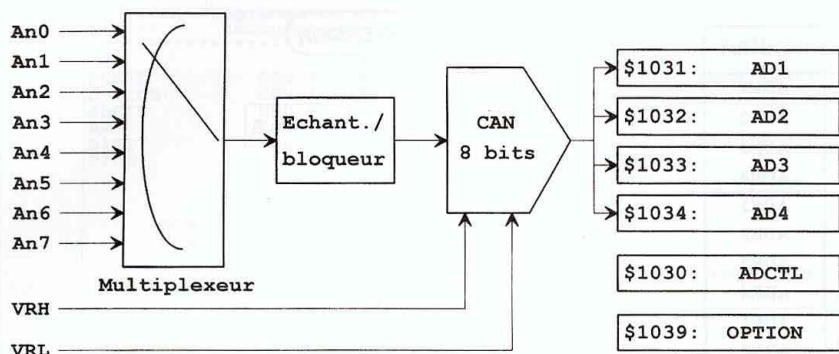 An0
An1
An2
An3
An4
An5
An6
An7
Multiplexeur
VRH
VRL
Echant./
bloqueur
CAN
8 bits
$1031: AD1
$1032: AD2
$1033: AD3
$1034: AD4
$1030: ADCTL
$1039: OPTION